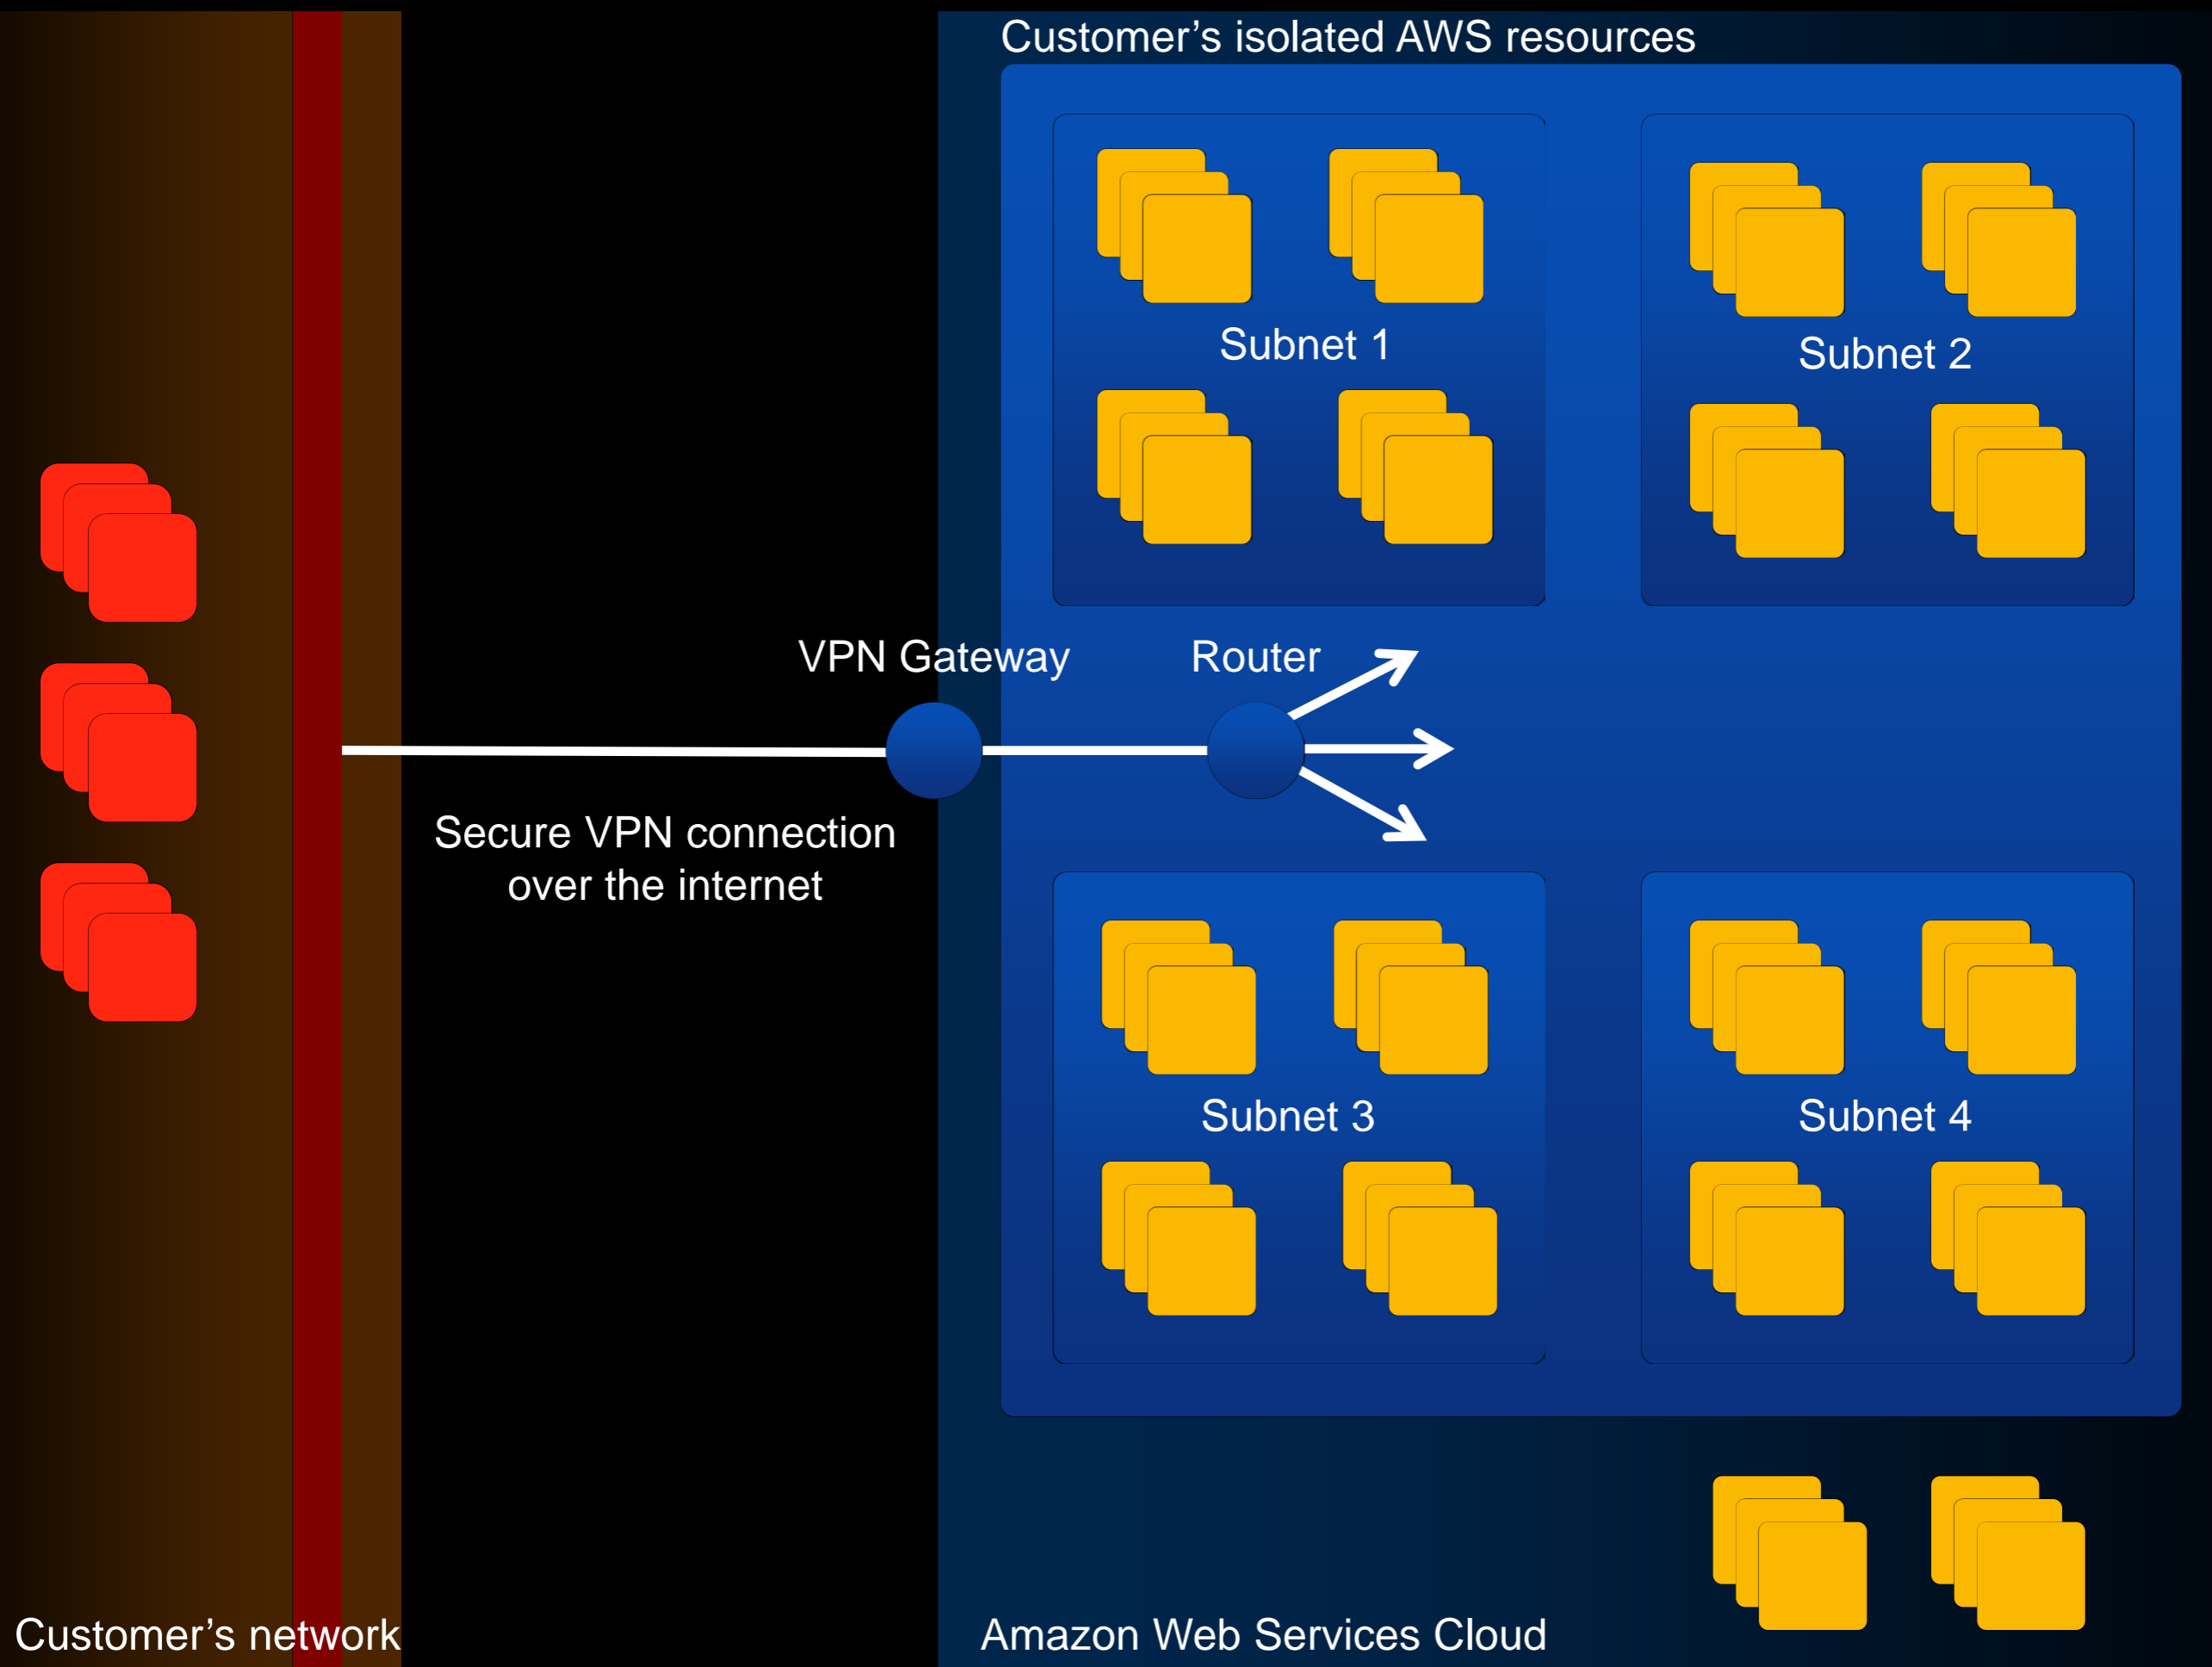 Customer’s isolated AWS resources
Subnet 1
Subnet 2
VPN Gateway
Router
Secure VPN connection
over the internet
Subnet 3
Subnet 4
Customer’s network
Amazon Web Services Cloud